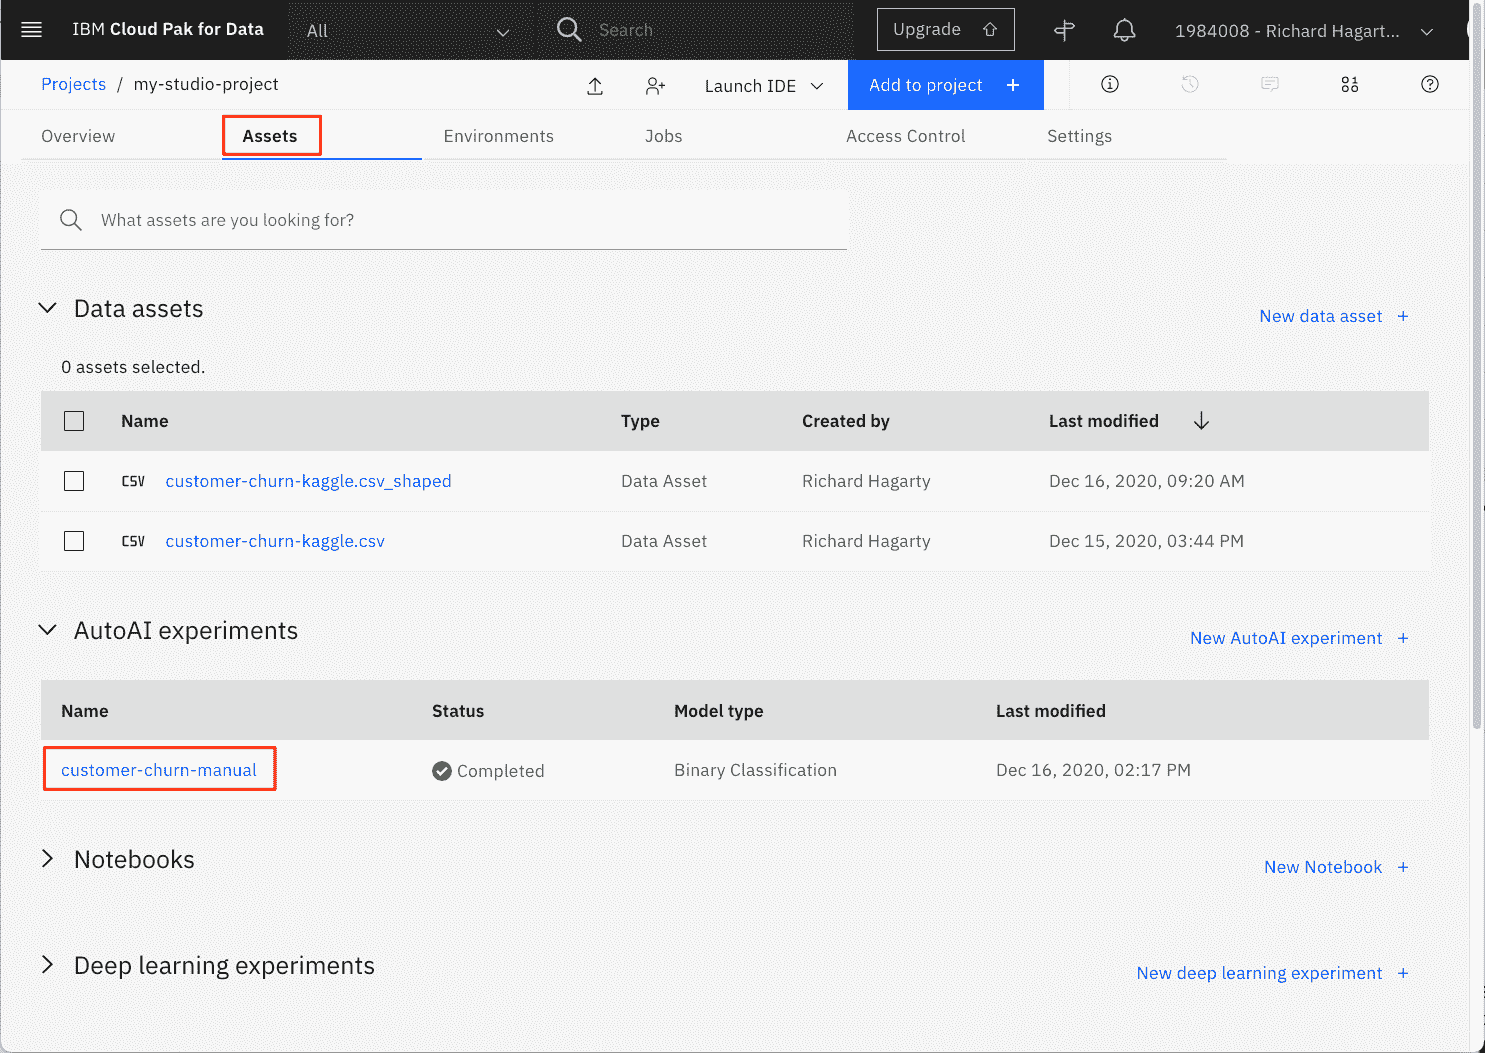 IBM Cloud Pak for Data All Search Upgrade 1984008 - Richard Hagart...
Projects / my-studio-project Launch IDE Add to project +
Overview Assets Environments Jobs Access Control Settings
What assets are you looking for?
Data assets
New data asset +
0 assets selected.
Name Type Created by Last modified
CSV customer-churn-kaggle.csv_shaped Data Asset Richard Hagarty Dec 16, 2020, 09:20 AM
CSV customer-churn-kaggle.csv Data Asset Richard Hagarty Dec 15, 2020, 03:44 PM
AutoAI experiments
New AutoAI experiment +
Name Status Model type Last modified
customer-churn-manual Completed Binary Classification Dec 16, 2020, 02:17 PM
Notebooks
New Notebook +
Deep learning experiments
New deep learning experiment +